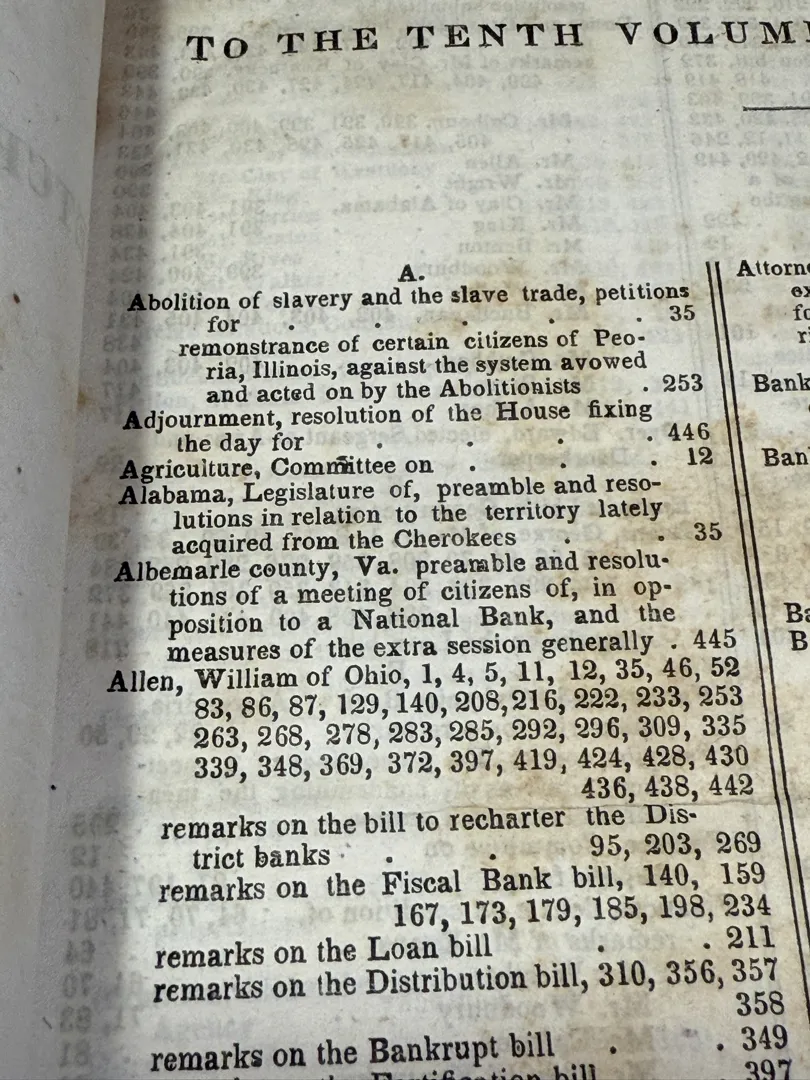 TO THE TENTH
A.
Abolition of slavery and the slave trade, petitions
for . . . . . 35
remonstrance of certain citizens of Peo-
ria, Illinois, against the system avowed
and acted on by the Abolitionists . 253
Adjournment, resolution of the House fixing
the day for . . . . 446
Agriculture, Committee on . . . 12
Alabama, Legislature of, preamble and reso-
lutions in relation to the territory lately
acquired from the Cherokees . . 35
Albemarle county, Va. preamble and resolu-
tions of a meeting of citizens of, in op-
position to a National Bank, and the
measures of the extra session generally . 445
Allen, William of Ohio, 1, 4, 5, 11, 12, 35, 46, 52
83, 86, 87, 129, 140, 208, 216, 222, 233, 253
263, 268, 278, 283, 285, 292, 296, 309, 335
339, 348, 369, 372, 397, 419, 424, 428, 430
436, 438, 442
remarks on the bill to recharter the Dis-
trict banks . . 95, 203, 269
remarks on the Fiscal Bank bill, 140, 159
167, 173, 179, 185, 198, 234
remarks on the Loan bill . . 211
remarks on the Distribution bill, 310, 356, 357
358
remarks on the Bankrupt bill . . 349
bill . 397
Bank